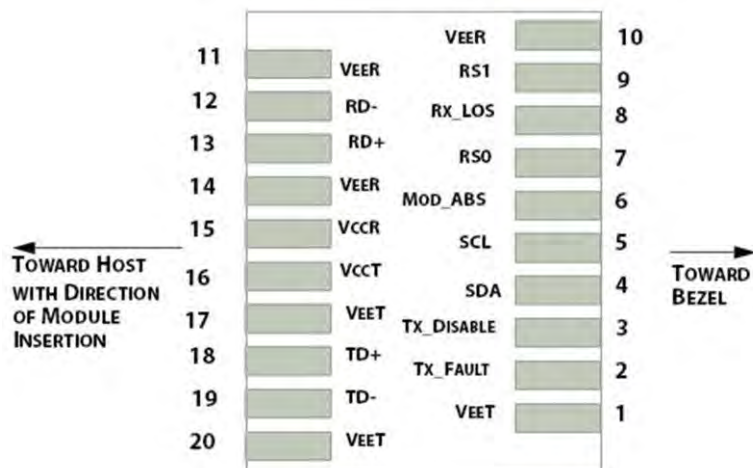 11 VEER
12 RD-
13 RD+
14 VEER
15 VCCR
16 VCCT
17 VEET
18 TD+
19 TD-
20 VEET
VEER 10
RS1 9
RX_LOS 8
RS0 7
MOD_ABS 6
SCL 5
SDA 4
TX_DISABLE 3
TX_FAULT 2
VEET 1
TOWARD HOST
WITH DIRECTION
OF MODULE
INSERTION
TOWARD
BEZEL